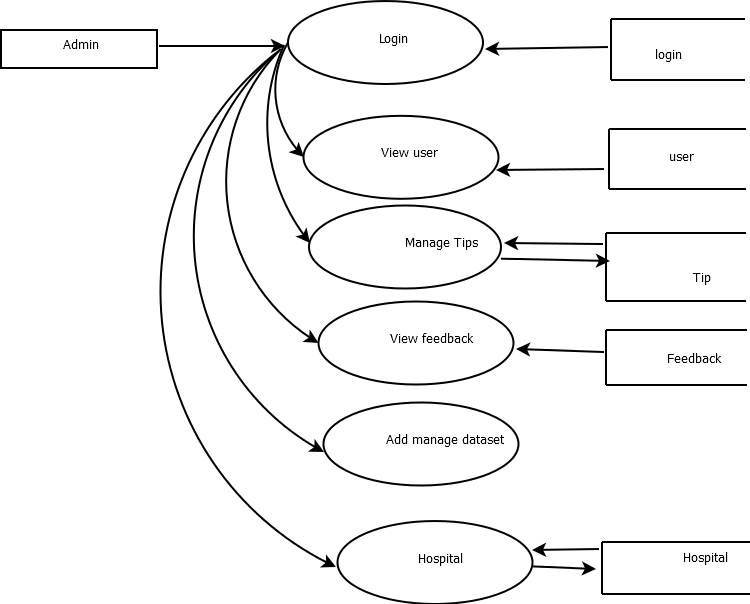 Admin
Login
login
View user
user
Manage Tips
Tip
View feedback
Feedback
Add manage dataset
Hospital
Hospital